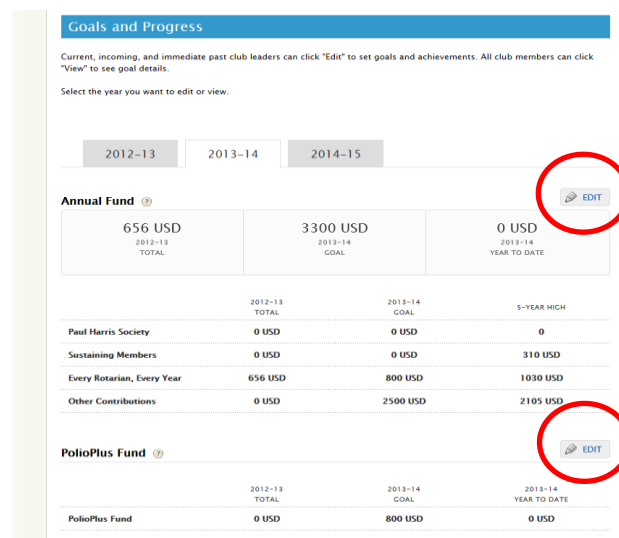 Goals and Progress
Current, incoming, and immediate past club leaders can click "Edit" to set goals and achievements. All club members can click
"View" to see goal details.
Select the year you want to edit or view.
2012-13 2013-14 2014-15
Annual Fund ? EDIT
656 USD 3300 USD 0 USD
2012-13 2013-14 2013-14
TOTAL GOAL YEAR TO DATE
2012-13 2013-14
TOTAL GOAL 5-YEAR HIGH
Paul Harris Society 0 USD 0 USD 0
Sustaining Members 0 USD 0 USD 310 USD
Every Rotarian, Every Year 656 USD 800 USD 1030 USD
Other Contributions 0 USD 2500 USD 2105 USD
PolioPlus Fund ? EDIT
2012-13 2013-14 2013-14
TOTAL GOAL YEAR TO DATE
PolioPlus Fund 0 USD 800 USD 0 USD